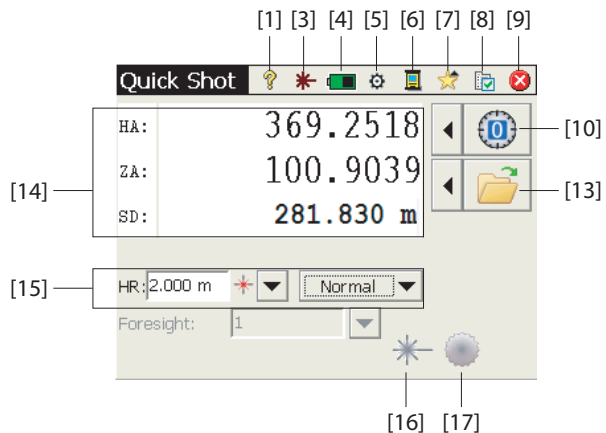 [1] [3] [4] [5] [6] [7] [8] [9]
Quick Shot
HA: 369.2518
0
[10]
ZA: 100.9039
[14]
[13]
SD: 281.830 m
[15]
HR: 2.000 m Normal
Foresight: 1
[16] [17]